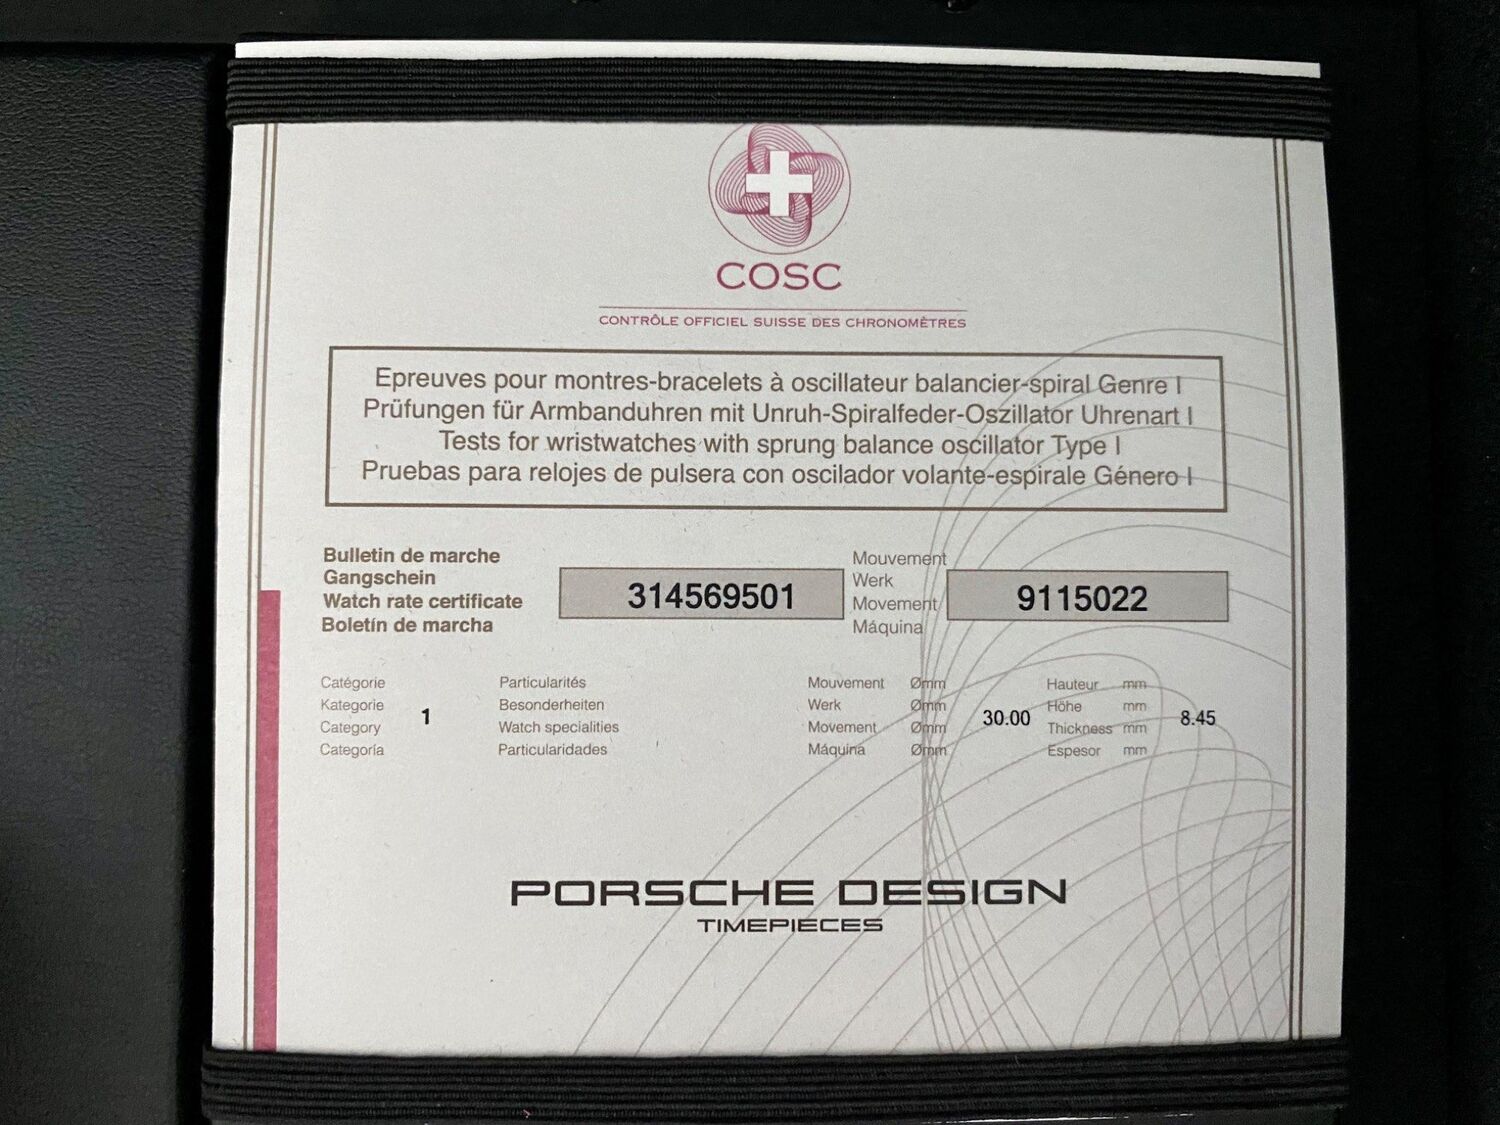 COSC
CONTRÔLE OFFICIEL SUISSE DES CHRONOMÈTRES
Epreuves pour montres-bracelets à oscillateur balancier-spiral Genre I
Prüfungen für Armbanduhren mit Unruh-Spiralfeder-Oszillator Uhrenart I
Tests for wristwatches with sprung balance oscillator Type I
Pruebas para relojes de pulsera con oscilador volante-espirale Género I
Bulletin de marche
Gangschein
Watch rate certificate
Boletín de marcha
314569501
Mouvement
Werk
Movement
Máquina
9115022
Catégorie
Kategorie
Category
Categoría
1
Particularités
Besonderheiten
Watch specialities
Particularidades
Mouvement Ømm
Werk Ømm
Movement Ømm
Máquina Ømm
30.00
Hauteur mm
Höhe mm
Thickness mm
Espesor mm
8.45
PORSCHE DESIGN
TIMEPIECES